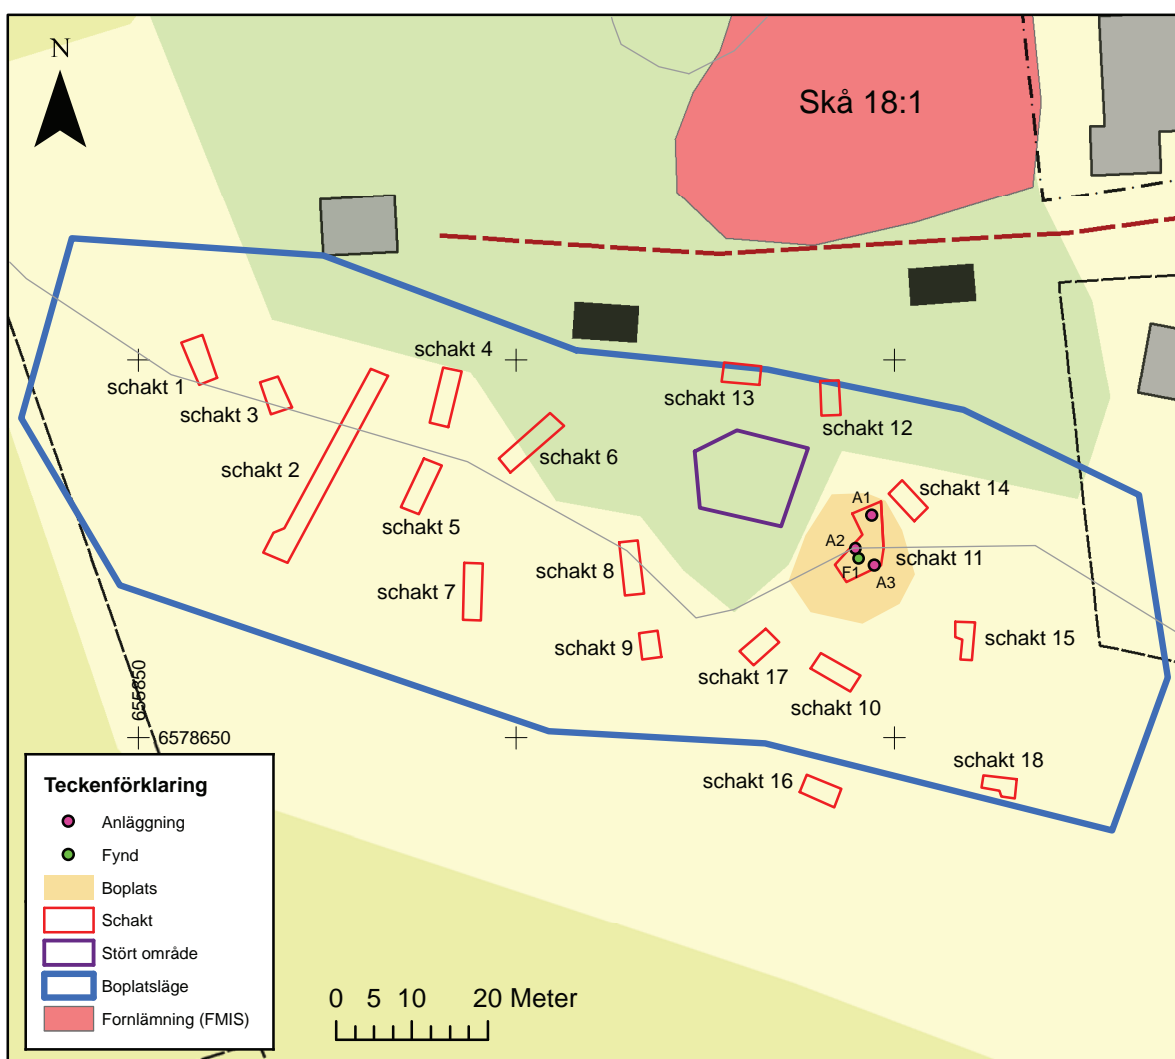 N
Skå 18:1
schakt 4
schakt 1
schakt 3
schakt 13
schakt 12
schakt 6
schakt 2
schakt 5
schakt 14
A1
A2
schakt 11
F1
A3
schakt 8
schakt 7
schakt 9
schakt 15
schakt 17
schakt 10
655850
6578650
schakt 16
schakt 18
Teckenförklaring
Anläggning
Fynd
Boplats
Schakt
Stört område
Boplatsläge
Fornlämning (FMIS)
0 5 10 20 Meter